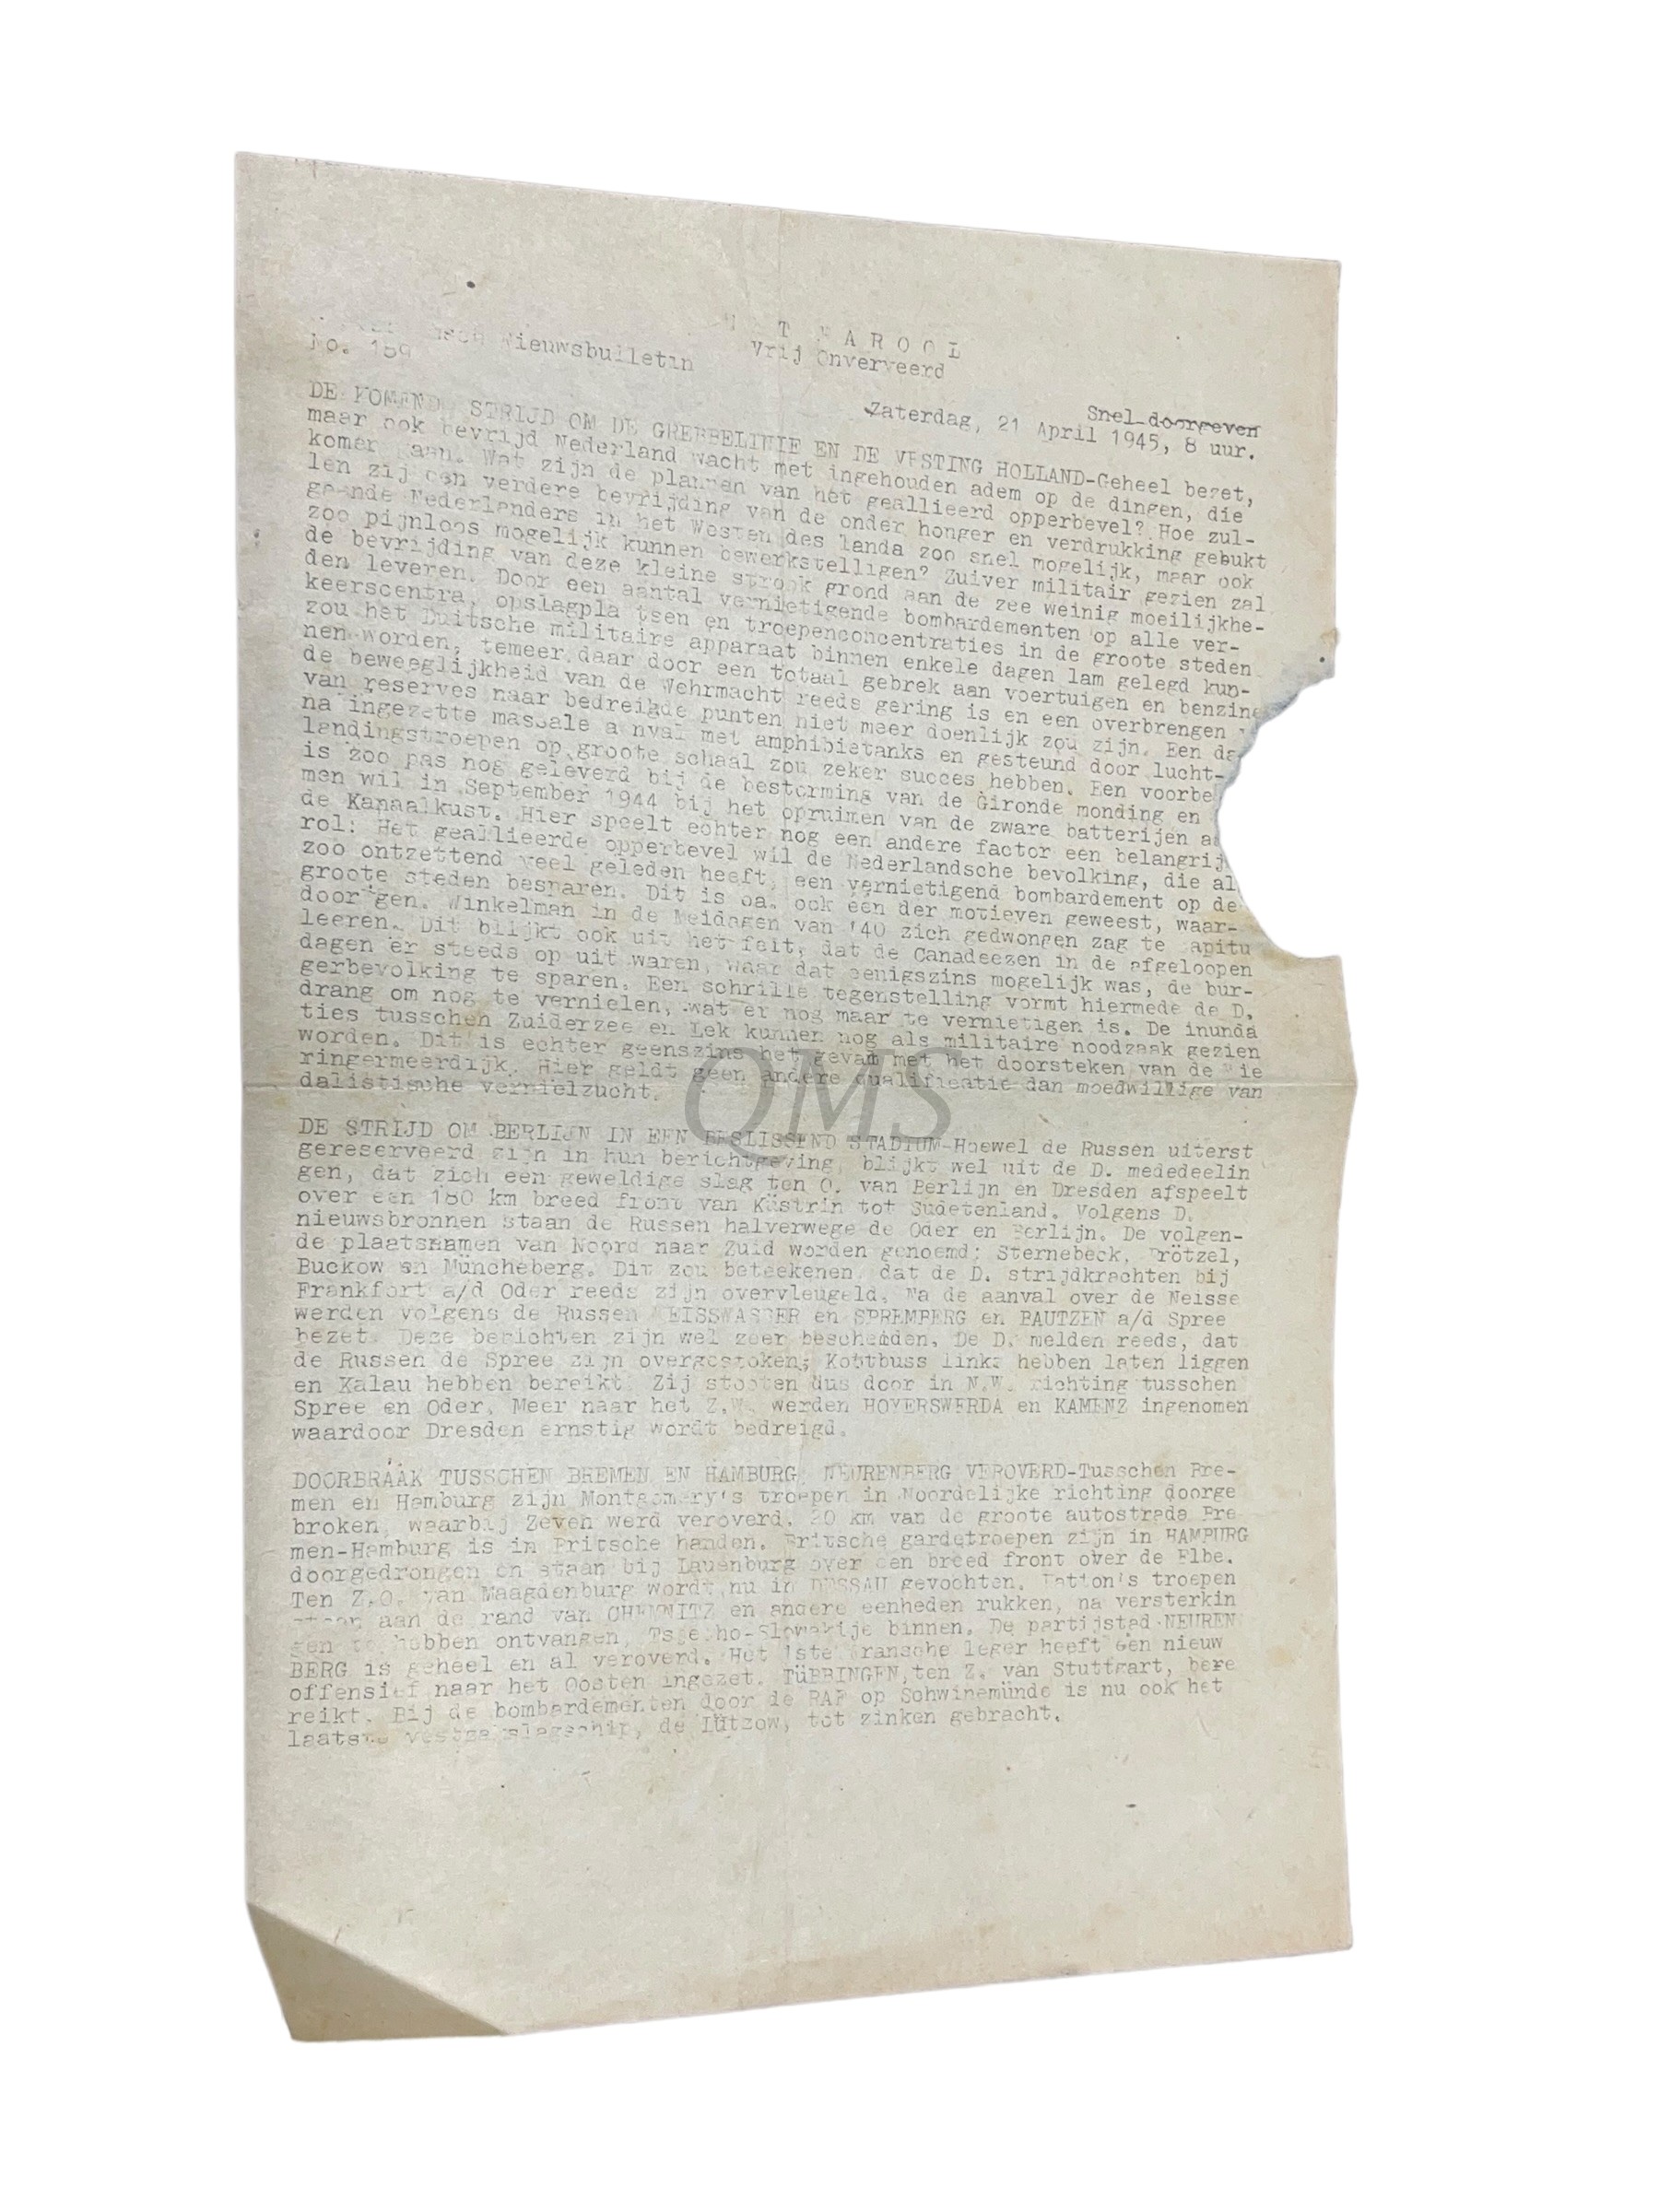 T PAROOL
Nieuwsbulletin Vrij Onverveerd
No. 189
Snel doorgeven
Zaterdag, 21 April 1945, 8 uur.
DE KOMENDE STRIJD OM DE GREBBELINIE EN DE VESTING HOLLAND-Geheel bezet,
maar ook bevrijd Nederland wacht met ingehouden adem op de dingen, die
komen gaan. Wat zijn de plannen van het geallieerd opperbevel? Hoe zul-
len zij een verdere bevrijding van de onder honger en verdrukking gebukt
gaande Nederlanders in het Westen des landa zoo snel mogelijk, maar ook
zoo pijnloos mogelijk kunnen bewerkstelligen? Zuiver militair gezien zal
de bevrijding van deze kleine strook grond aan de zee weinig moeilijkhe-
den leveren. Door een aantal vernietigende bombardementen op alle ver-
keerscentra, opslagpla tsen en troepenconcentraties in de groote steden
zou het Duitsche militaire apparaat binnen enkele dagen lam gelegd kun-
nen worden, temeer daar door een totaal gebrek aan voertuigen en benzine
de beweeglijkheid van de Wehrmacht reeds gering is en een overbrengen
van reserves naar bedreigde punten niet meer doenlijk zou zijn. Een da
na ingezette massale a nval met amphibietanks en gesteund door lucht-
landingstroepen op groote schaal zou zeker succes hebben. Een voorbe
is zoo pas nog geleverd bij de bestorming van de Gironde monding en
men wil in September 1944 bij het opruimen van de zware batterijen a
de Kanaalkust. Hier speelt echter nog een andere factor een belangrij
rol: Het geallieerde opperbevel wil de Nederlandsche bevolking, die al
zoo ontzettend veel geleden heeft, een vernietigend bombardement op de
groote steden besparen. Dit is oa. ook één der motieven geweest, waar-
door gen. Winkelman in de Meidagen van '40 zich gedwongen zag te capitu
leeren. Dit blijkt ook uit het feit, dat de Canadeezen in de afgeloopen
dagen er steeds op uit waren, waar dat eenigszins mogelijk was, de bur-
gerbevolking te sparen. Een schrille tegenstelling vormt hiermede de D.
drang om nog te vernielen, wat er nog maar te vernietigen is. De inunda
ties tusschen Zuiderzee en Lek kunnen nog als militaire noodzaak gezien
worden. Dit is echter geenszins het gevam met het doorsteken van de Wie
ringermeerdijk. Hier geldt geen andere qualificatie dan moedwillige van
dalistische vernielzucht.
QMS
DE STRIJD OM BERLIJN IN EEN BESLISSEND STADIUM-Hoewel de Russen uiterst
gereserveerd zijn in hun berichtgeving, blijkt wel uit de D. mededeelin
gen, dat zich een geweldige slag ten O. van Berlijn en Dresden afspeelt
over een 180 km breed front van Küstrin tot Sudetenland. Volgens D.
nieuwsbronnen staan de Russen halverwege de Oder en Berlijn. De volgen-
de plaatsnamen van Noord naar Zuid worden genoemd: Sternebeck, Prötzel,
Buckow en Müncheberg. Dit zou beteekenen dat de D. strijdkrachten bij
Frankfort a/d Oder reeds zijn overvleugeld. Na de aanval over de Neisse
werden volgens de Russen WEISSWASSER en SPREMBERG en BAUTZEN a/d Spree
bezet. Deze berichten zijn wel zeer bescheiden. De D. melden reeds, dat
de Russen de Spree zijn overgestoken; Kottbuss links hebben laten liggen
en Kalau hebben bereikt. Zij stooten dus door in N.W. richting tusschen
Spree en Oder. Meer naar het Z.W. werden HOYERSWERDA en KAMENZ ingenomen
waardoor Dresden ernstig wordt bedreigd.
DOORBRAAK TUSSCHEN BREMEN EN HAMBURG, NEURENBERG VEROVERD-Tusschen Bre-
men en Hamburg zijn Montgomery's troepen in Noordelijke richting doorge
broken, waarbij Zeven werd veroverd. 20 km van de groote autostrada Bre-
men-Hamburg is in Britsche handen. Britsche gardetroepen zijn in HAMBURG
doorgedrongen en staan bij Lauenburg over een breed front over de Elbe.
Ten Z.O. van Maagdenburg wordt nu in DESSAU gevochten. Patton's troepen
staan aan de rand van CHEMNITZ en andere eenheden rukken, na versterkin
gen te hebben ontvangen, Tsjecho-Slowakije binnen. De partijstad NEUREN
BERG is geheel en al veroverd. Het 1ste Fransche leger heeft een nieuw
offensief naar het Oosten ingezet. TÜBBINGEN, ten Z. van Stuttgart, bere
reikt. Bij de bombardementen door de RAF op Schwinemünde is nu ook het
laatste vestzakslagschip, de Lützow, tot zinken gebracht.